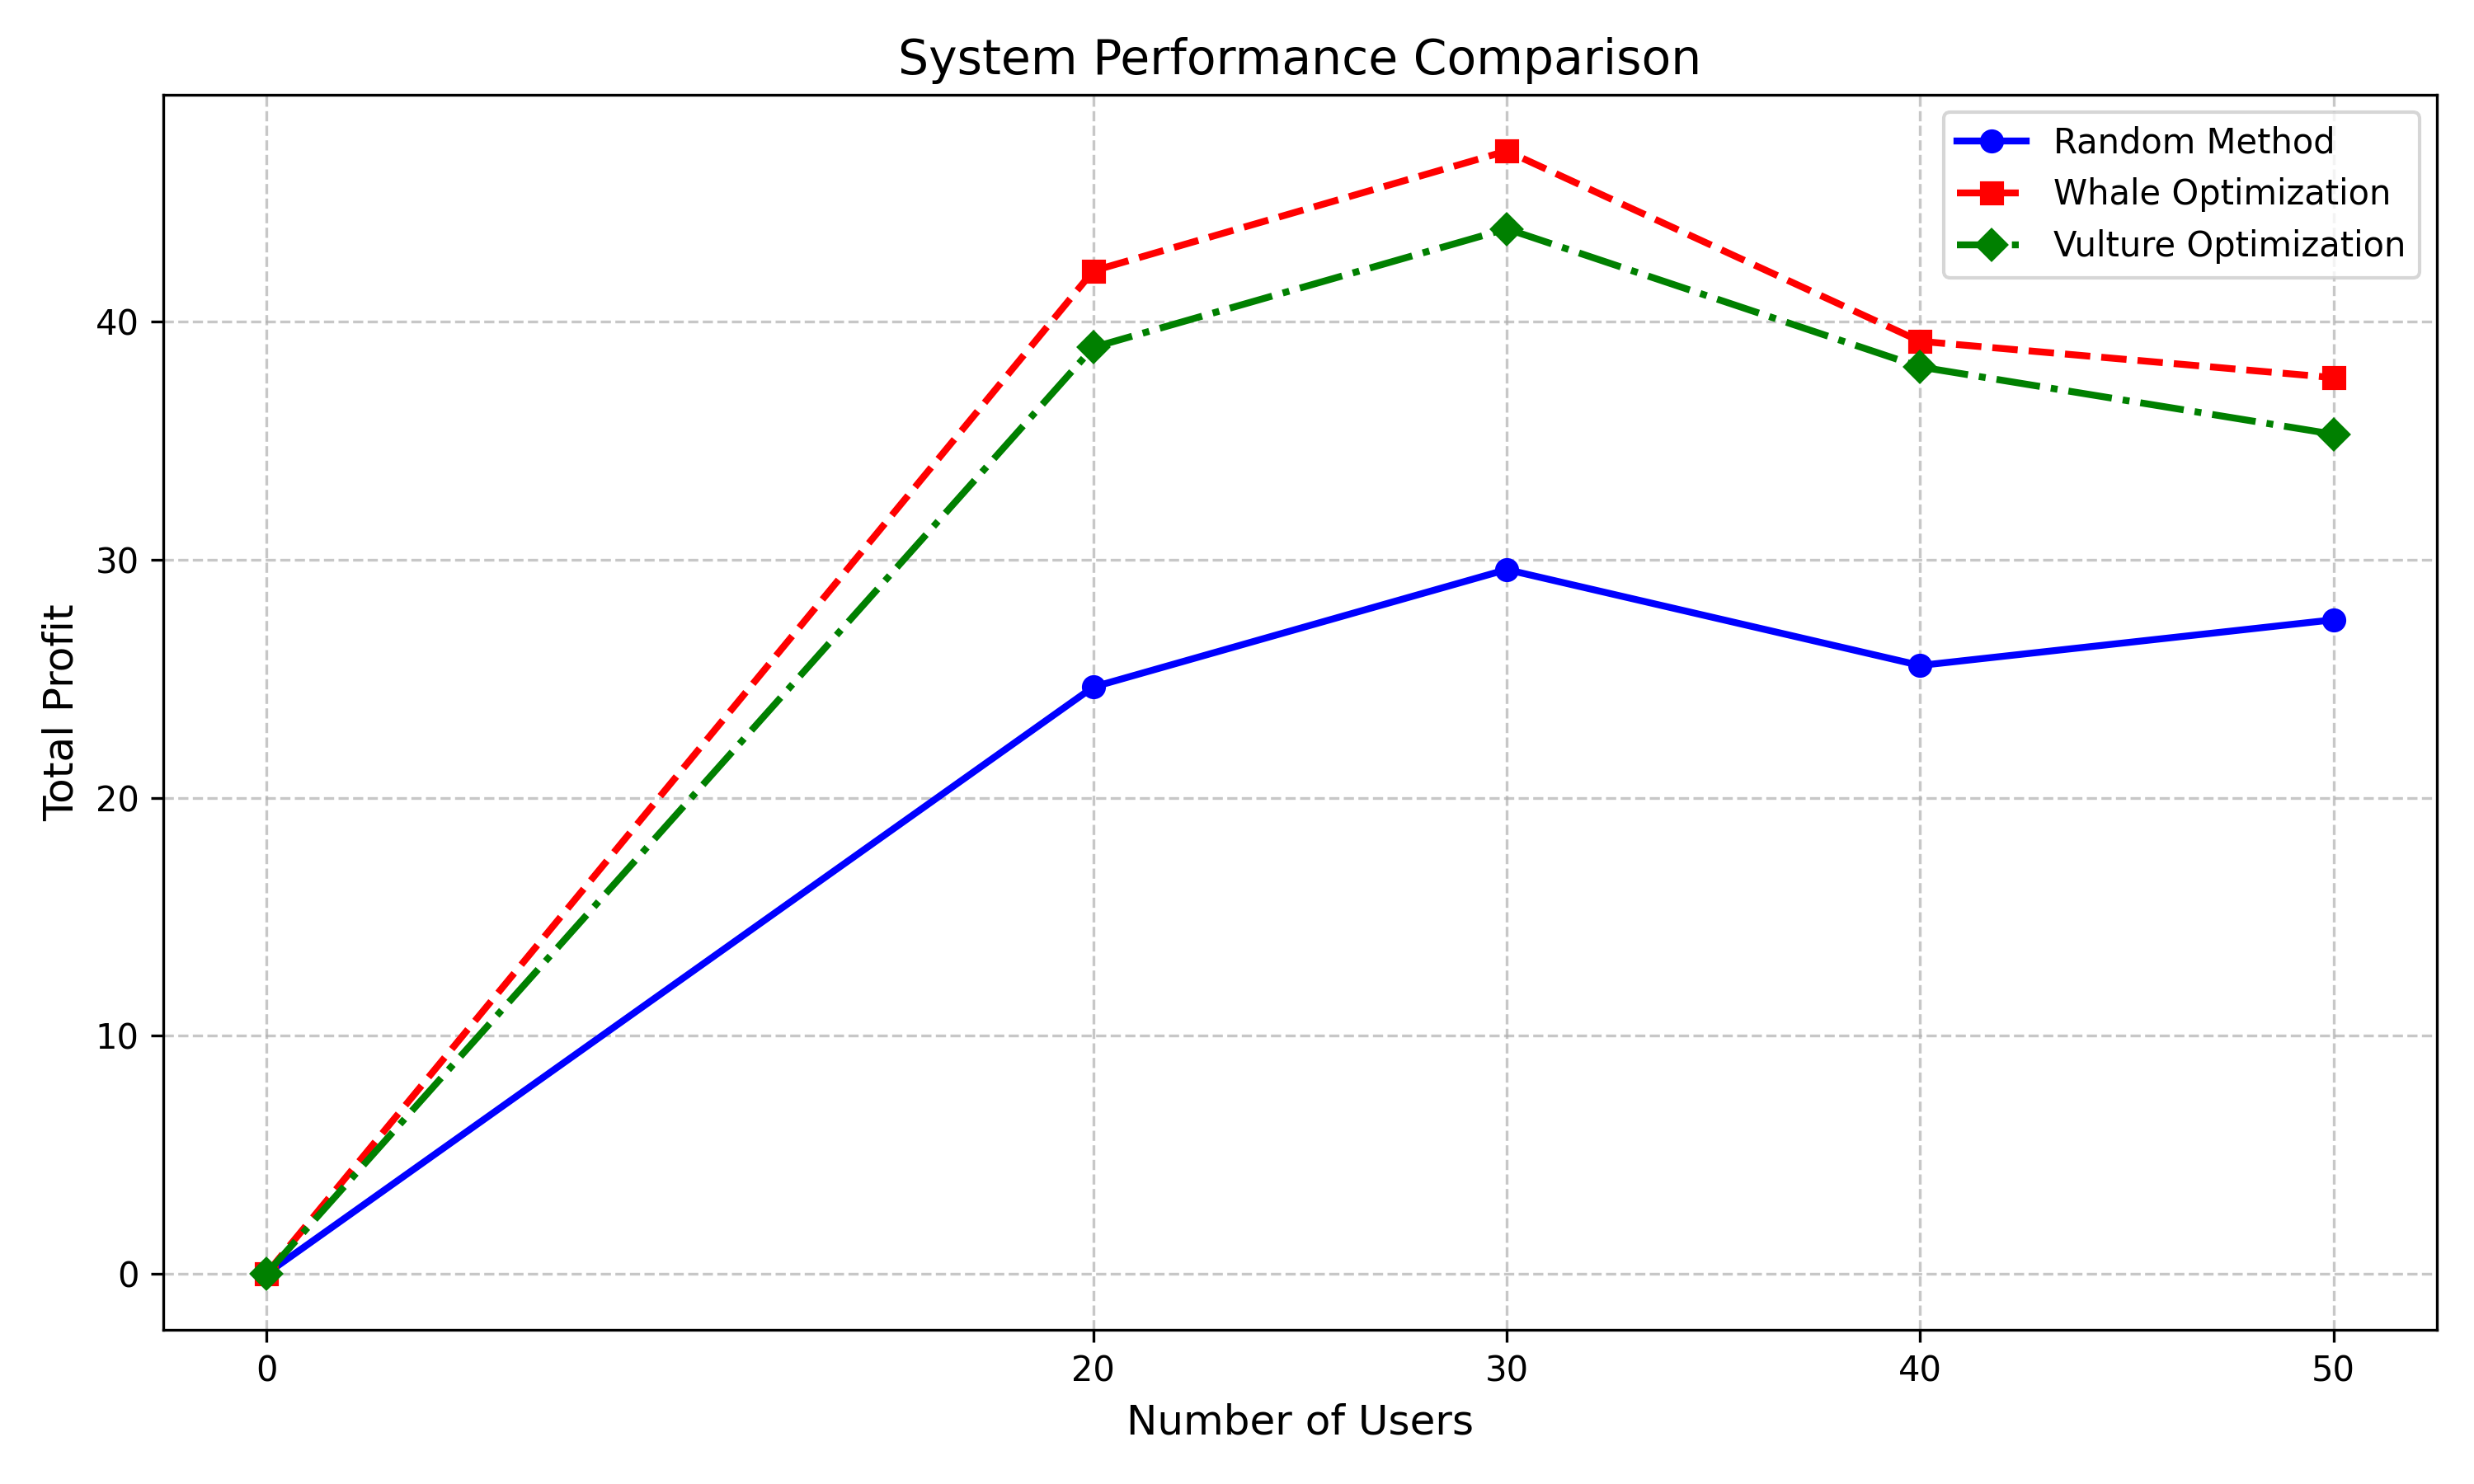 System Performance Comparison
Random Method
Whale Optimization
Vulture Optimization
Total Profit
40
30
20
10
0
0 20 30 40 50
Number of Users